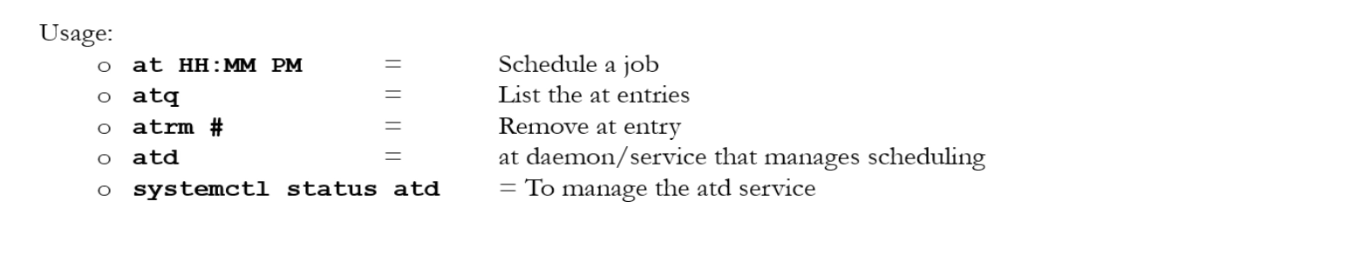 Usage:
o at HH:MM PM = Schedule a job
o atq = List the at entries
o atrm # = Remove at entry
o atd = at daemon/service that manages scheduling
o systemctl status atd = To manage the atd service